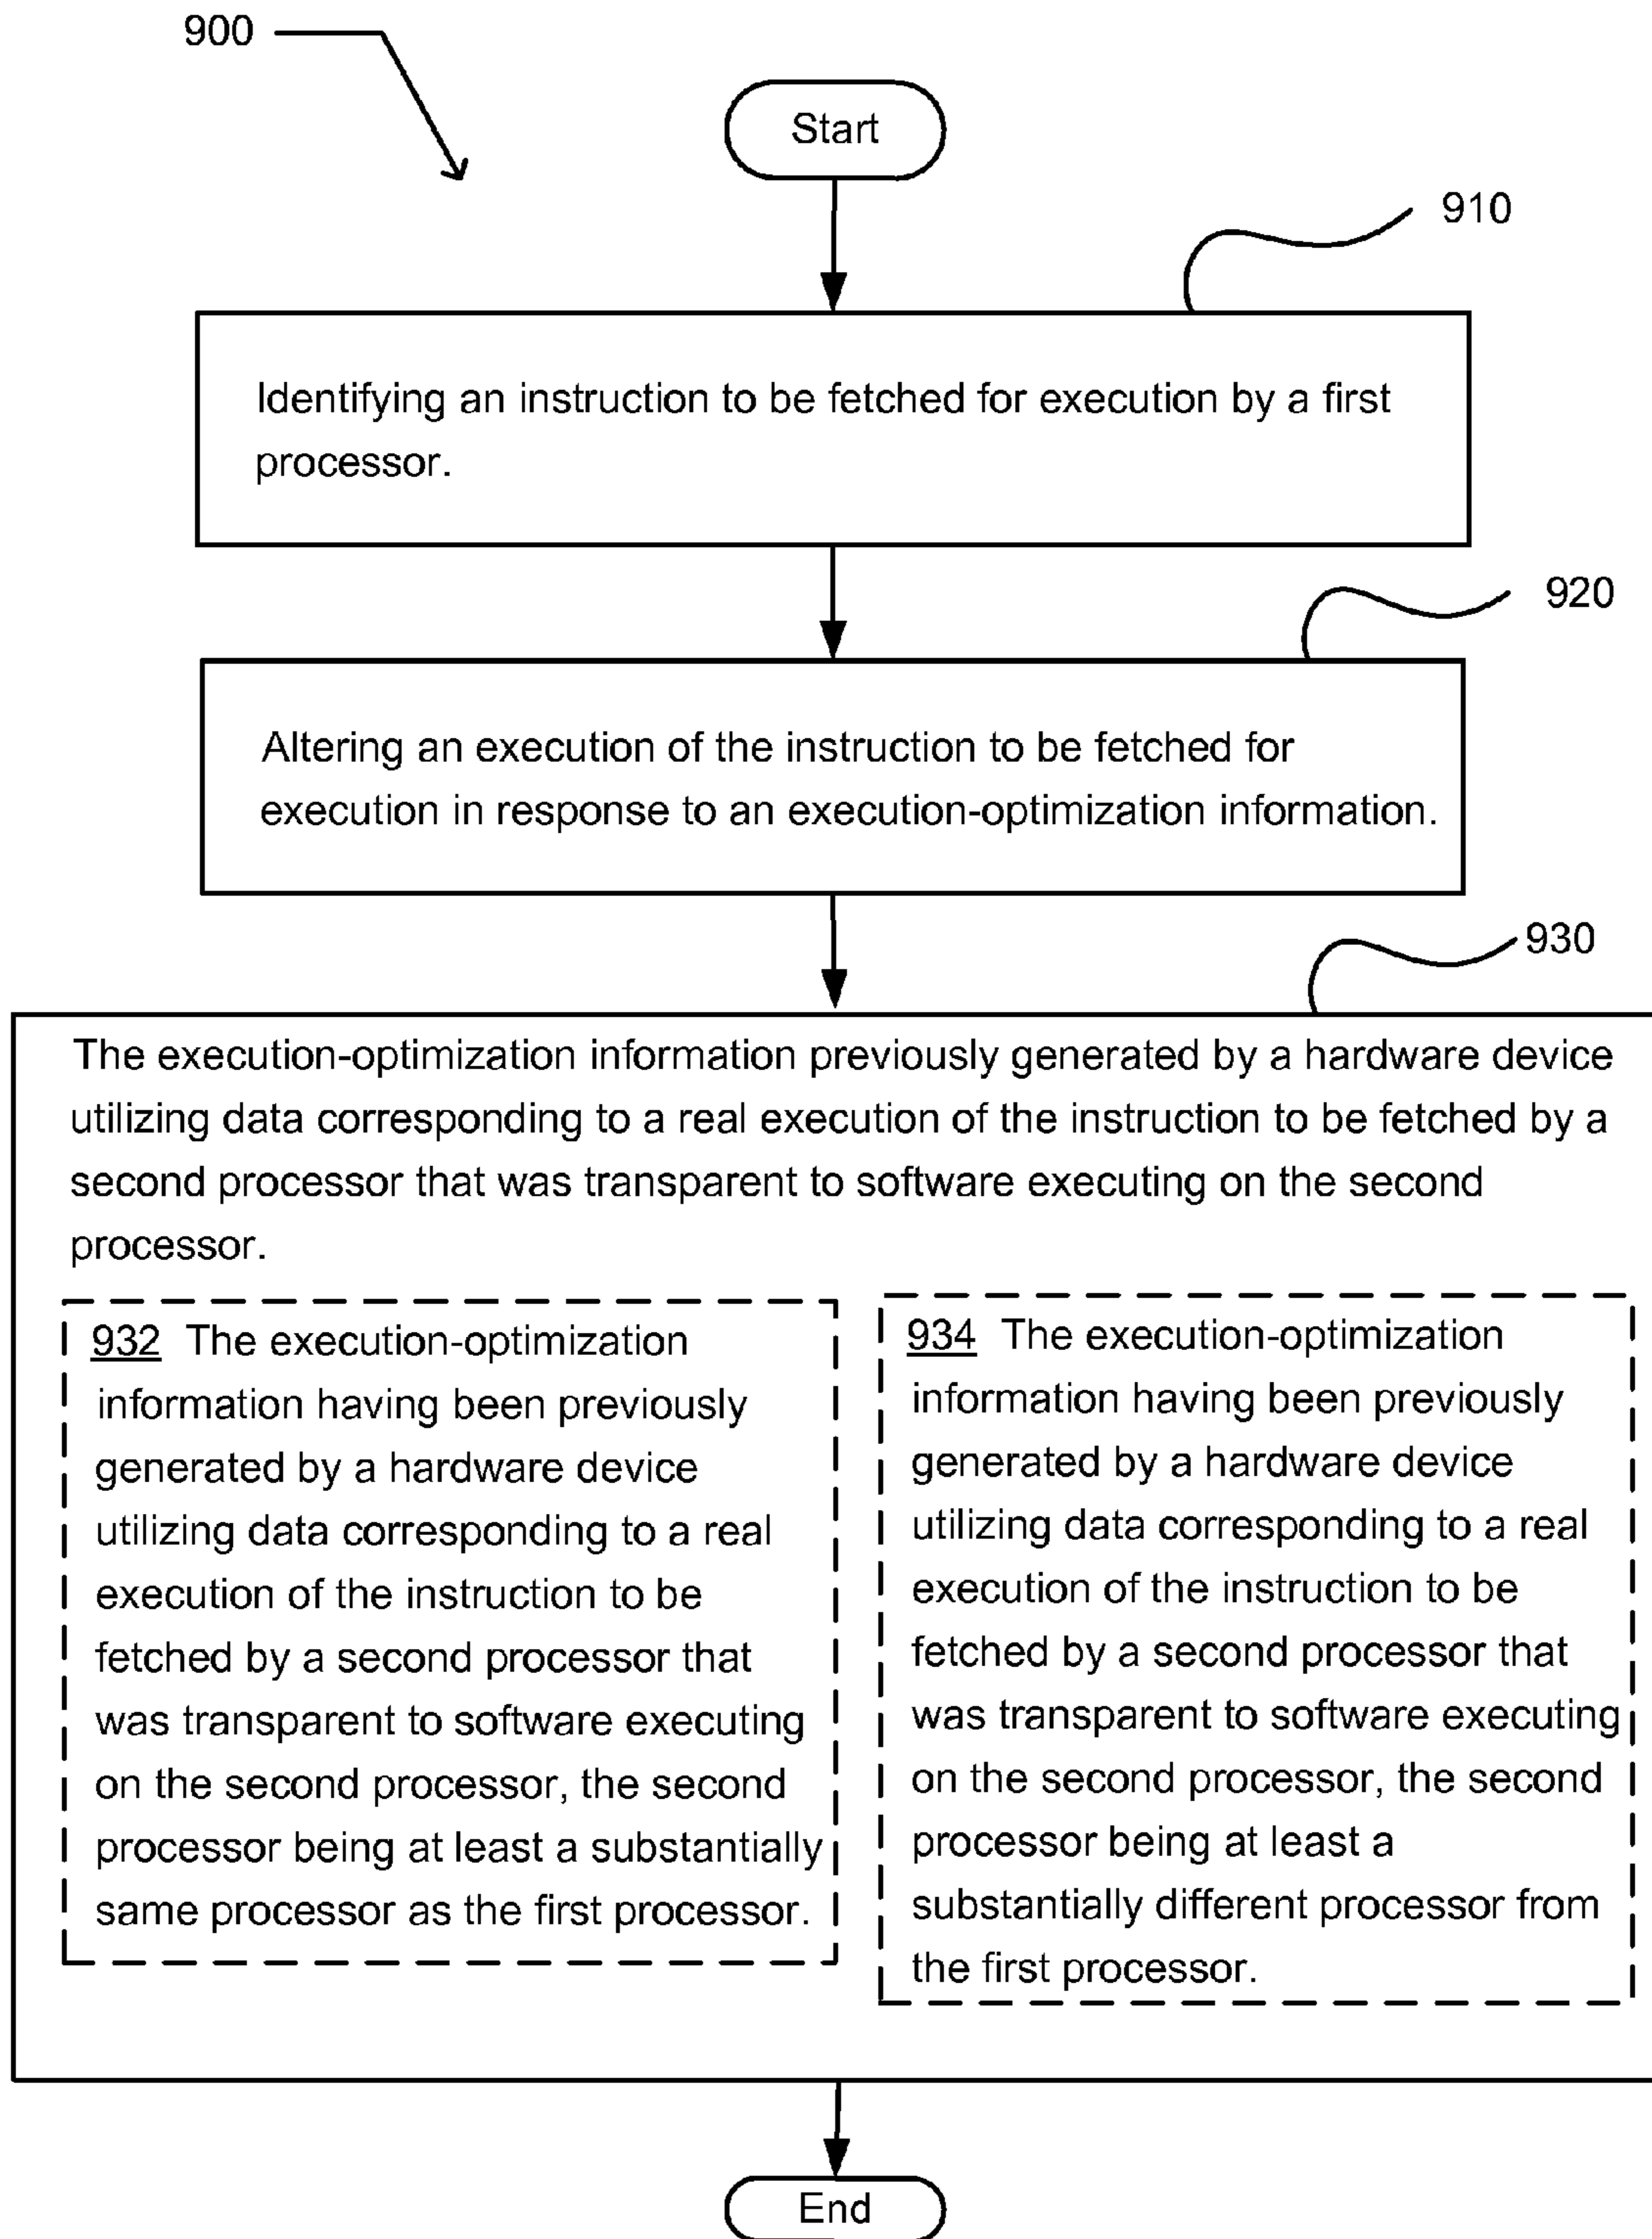 900
Start
910
Identifying an instruction to be fetched for execution by a first
processor.
920
Altering an execution of the instruction to be fetched for
execution in response to an execution-optimization information.
930
The execution-optimization information previously generated by a hardware device
utilizing data corresponding to a real execution of the instruction to be fetched by a
second processor that was transparent to software executing on the second
processor.
932 The execution-optimization
information having been previously
generated by a hardware device
utilizing data corresponding to a real
execution of the instruction to be
fetched by a second processor that
was transparent to software executing
on the second processor, the second
processor being at least a substantially
same processor as the first processor.
934 The execution-optimization
information having been previously
generated by a hardware device
utilizing data corresponding to a real
execution of the instruction to be
fetched by a second processor that
was transparent to software executing
on the second processor, the second
processor being at least a
substantially different processor from
the first processor.
End